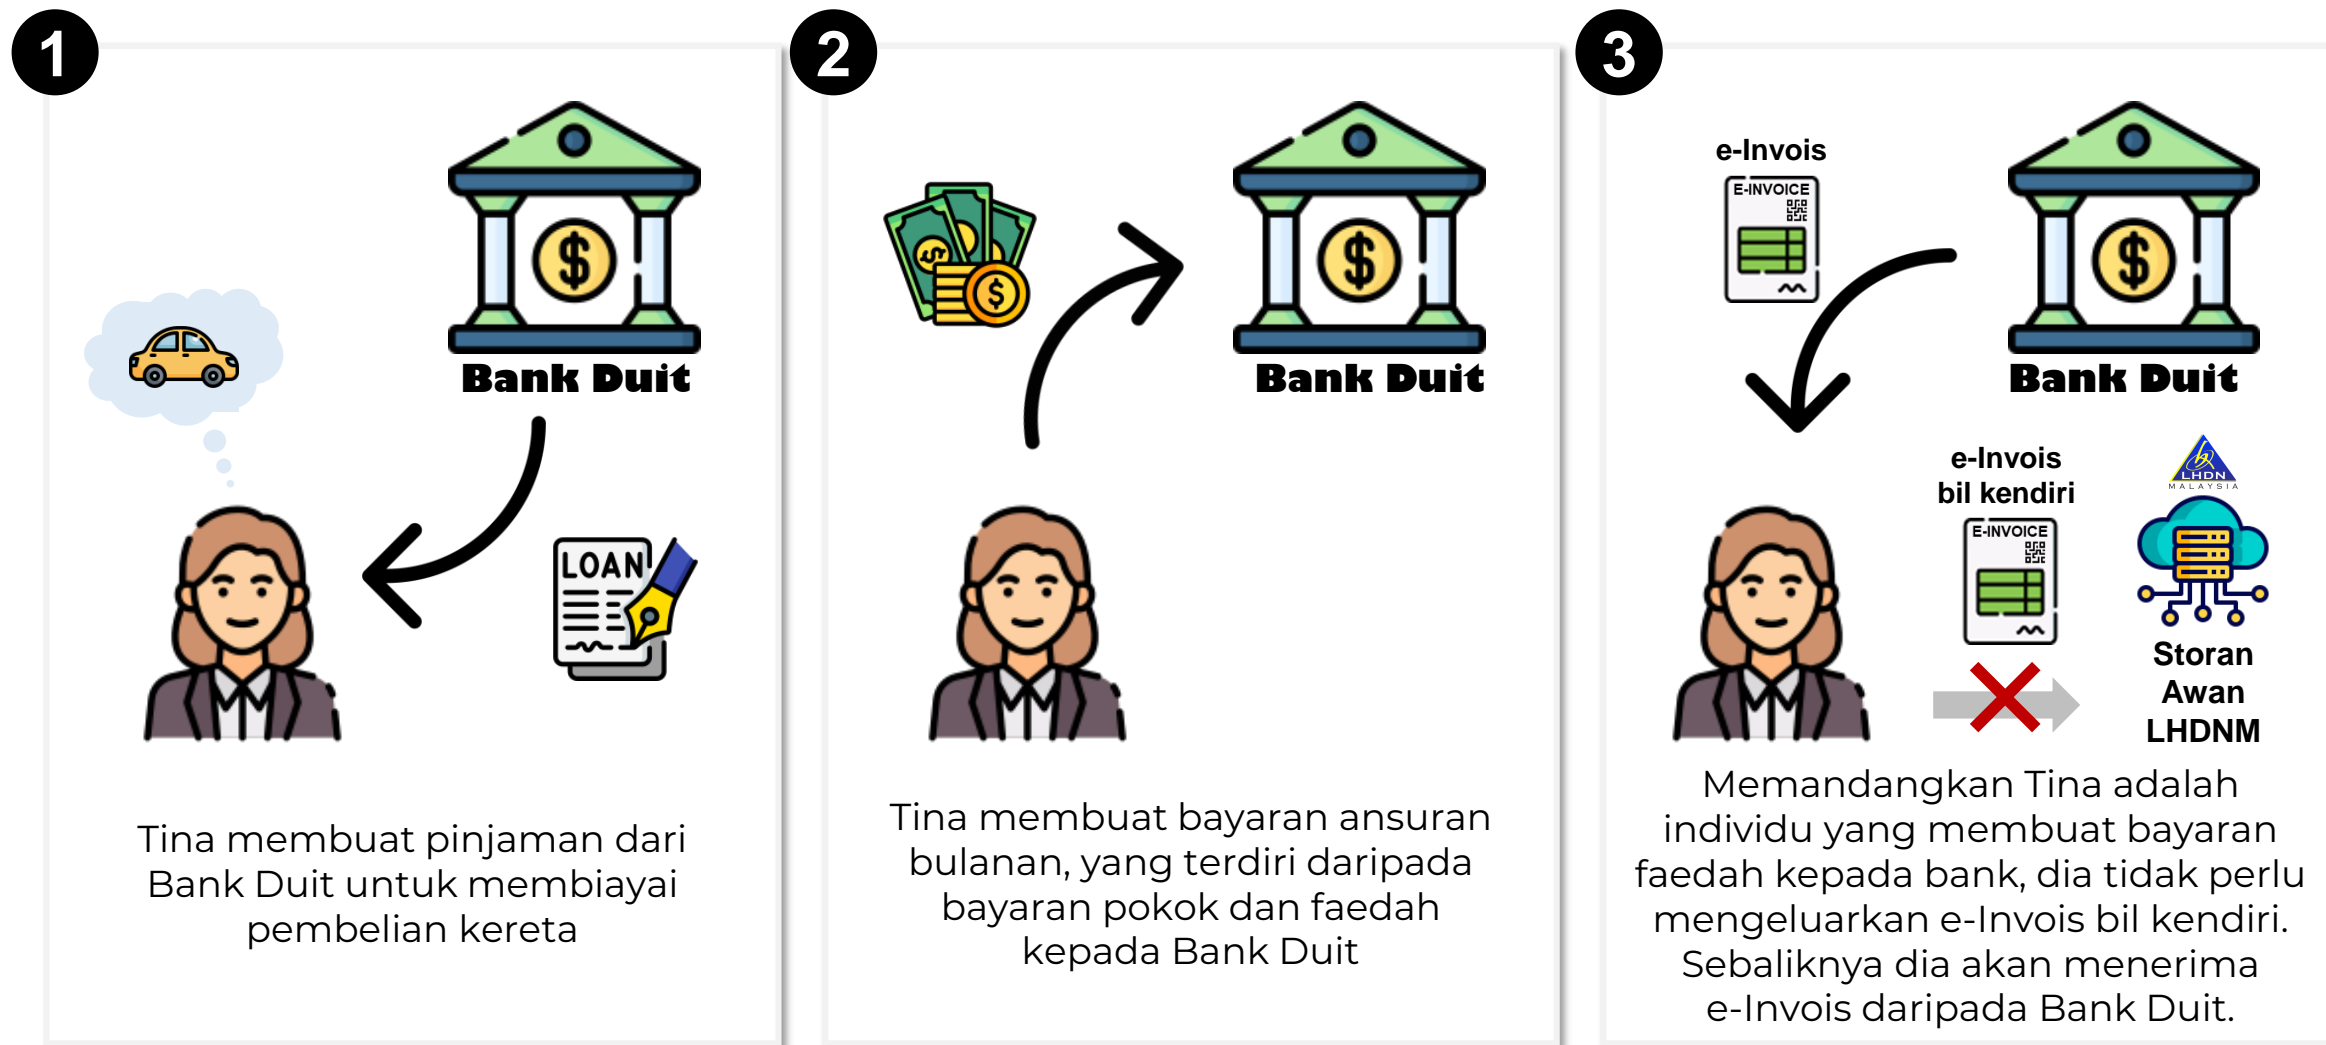 1
Bank Duit
LOAN
Tina membuat pinjaman dari
Bank Duit untuk membiayai
pembelian kereta
2
Bank Duit
Tina membuat bayaran ansuran
bulanan, yang terdiri daripada
bayaran pokok dan faedah
kepada Bank Duit
3
e-Invois
E-INVOICE
Bank Duit
e-Invois
bil kendiri
E-INVOICE
LHDN
MALAYSIA
Storan
Awan
LHDNM
Memandangkan Tina adalah
individu yang membuat bayaran
faedah kepada bank, dia tidak perlu
mengeluarkan e-Invois bil kendiri.
Sebaliknya dia akan menerima
e-Invois daripada Bank Duit.